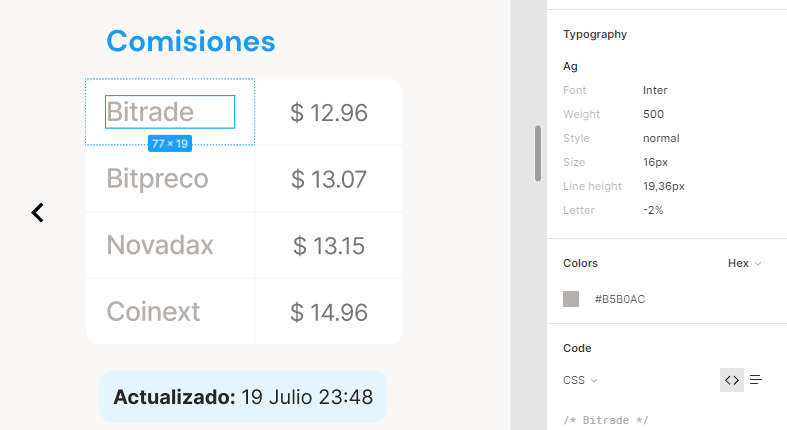 Comisiones
Bitrade $ 12.96
77 × 19
Bitpreco $ 13.07
Novadax $ 13.15
Coinext $ 14.96
Actualizado: 19 Julio 23:48
Typography
Ag
Font Inter
Weight 500
Style normal
Size 16px
Line height 19,36px
Letter -2%
Colors Hex
#B5B0AC
Code
CSS
/* Bitrade */